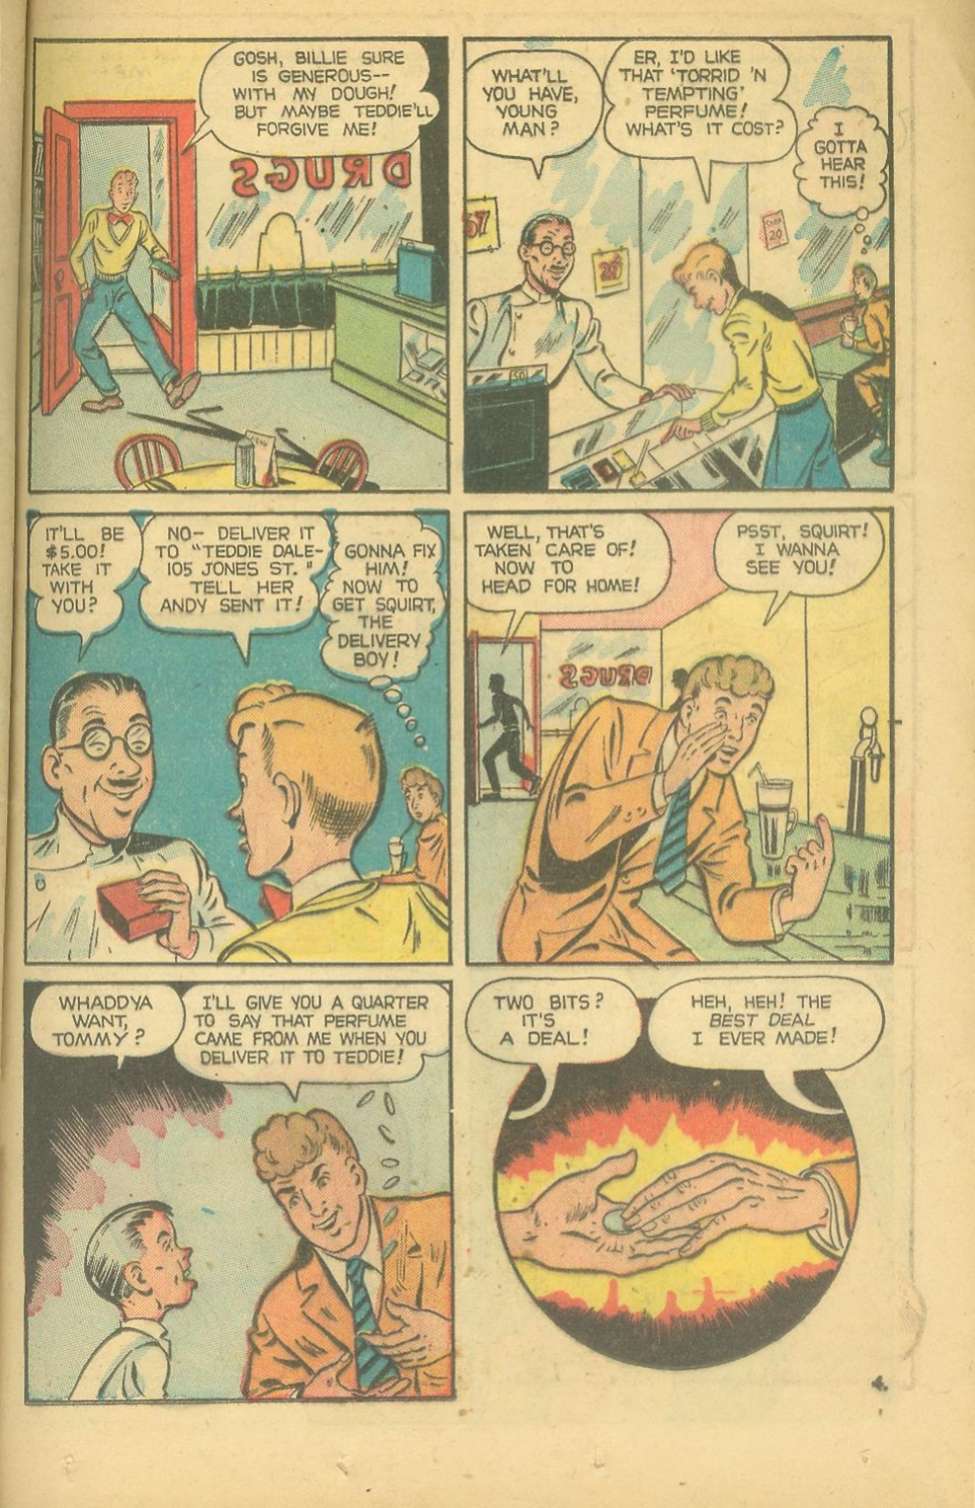 GOSH, BILLIE SURE
IS GENEROUS--
WITH MY DOUGH!
BUT MAYBE TEDDIE'LL
FORGIVE ME!
DRUGS
WHAT'LL
YOU HAVE,
YOUNG
MAN?
ER, I'D LIKE
THAT 'TORRID 'N
TEMPTING'
PERFUME!
WHAT'S IT COST?
I
GOTTA
HEAR
THIS!
20
50
IT'LL BE
$5.00!
TAKE IT
WITH
YOU?
NO- DELIVER IT
TO "TEDDIE DALE-
105 JONES ST."
TELL HER
ANDY SENT IT!
GONNA FIX
HIM!
NOW TO
GET SQUIRT,
THE
DELIVERY
BOY!
WELL, THAT'S
TAKEN CARE OF!
NOW TO
HEAD FOR HOME!
PSST, SQUIRT!
I WANNA
SEE YOU!
DRUGS
WHADDYA
WANT,
TOMMY?
I'LL GIVE YOU A QUARTER
TO SAY THAT PERFUME
CAME FROM ME WHEN YOU
DELIVER IT TO TEDDIE!
TWO BITS?
IT'S
A DEAL!
HEH, HEH! THE
BEST DEAL
I EVER MADE!
4.